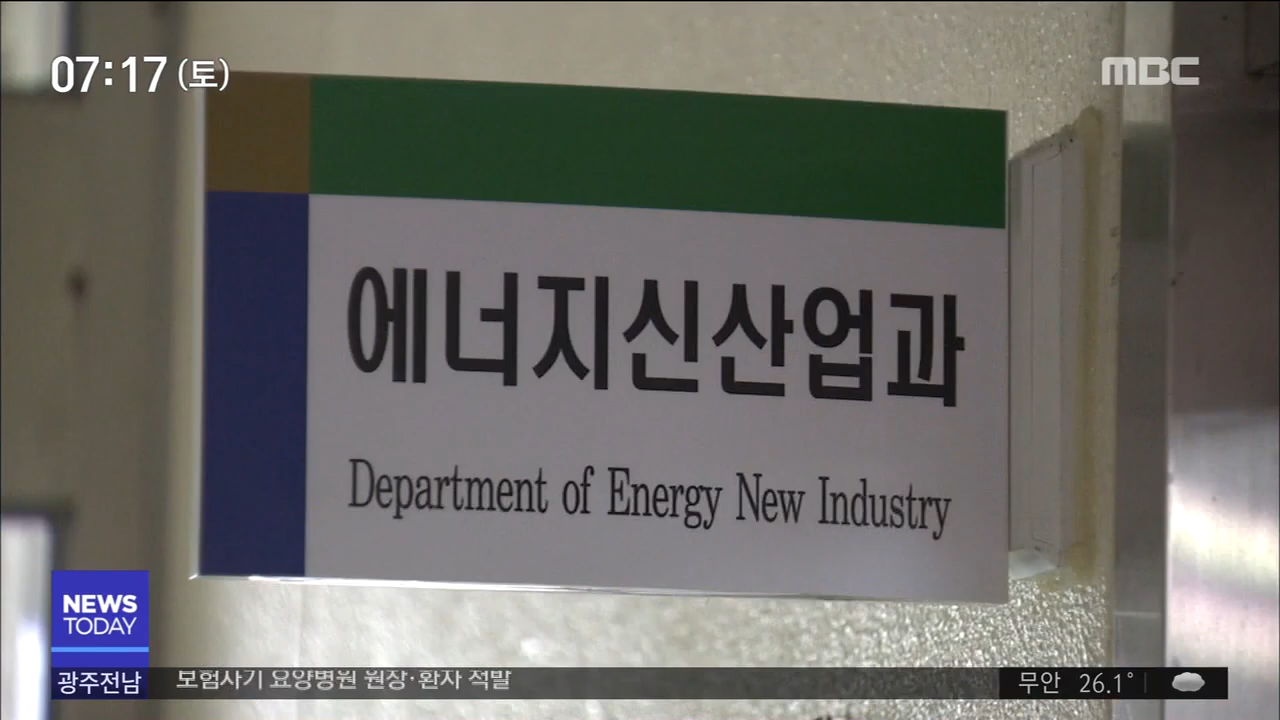 07:17 (토)
MBC
에너지신산업과
Department of Energy New Industry
NEWS
TODAY
광주전남
보험사기 요양병원 원장·환자 적발
무안 26.1°